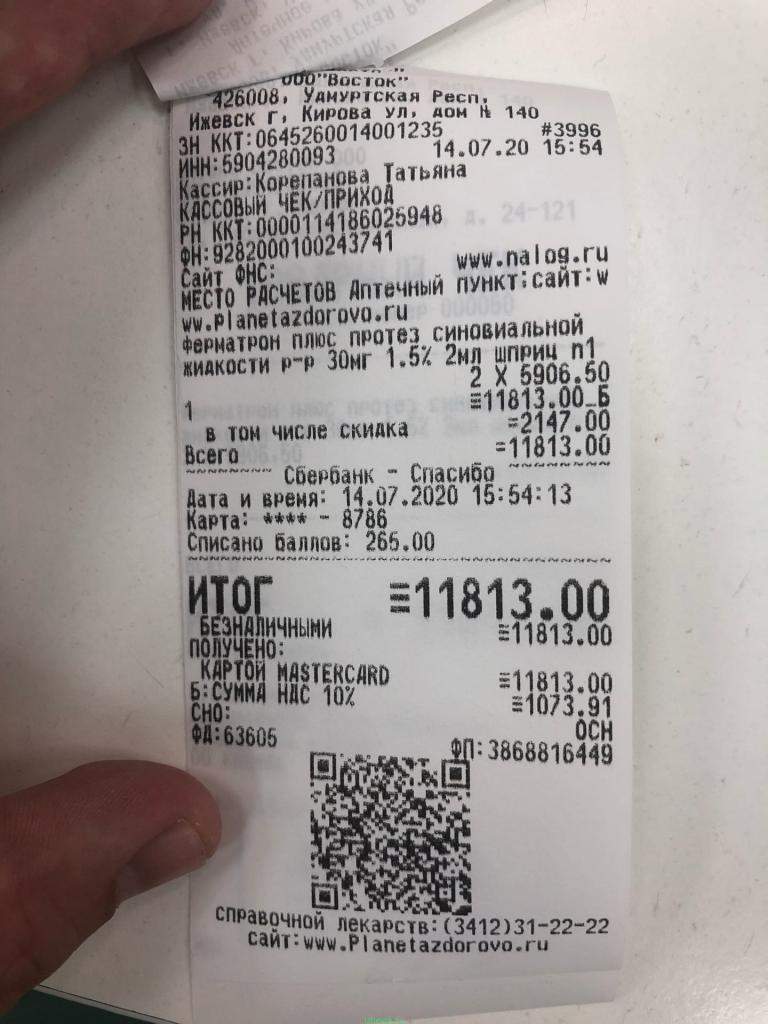 ООО"Восток"
426008, Удмуртская Респ,
Ижевск г, Кирова ул, дом № 140
ЗН ККТ:0645260014001235 #3996
ИНН:5904280093 14.07.20 15:54
Кассир:Корепанова Татьяна
КАССОВЫЙ ЧЕК/ПРИХОД
РН ККТ:0000114186025948
ФН:9282000100243741
Сайт ФНС: www.nalog.ru
МЕСТО РАСЧЕТОВ Аптечный ПУНКТ:сайт:w
ww.planetazdorovo.ru
ферматрон плюс протез синовиальной
жидкости р-р 30мг 1.5% 2мл шприц n1
2 X 5906.50
1 =11813.00_Б
в том числе скидка =2147.00
Всего =11813.00
~~~~~~~~ Сбербанк - Спасибо ~~~~~~~~~
Дата и время: 14.07.2020 15:54:13
Карта: **** - 8786
Списано баллов: 265.00
ИТОГ =11813.00
БЕЗНАЛИЧНЫМИ =11813.00
ПОЛУЧЕНО:
КАРТОЙ MASTERCARD =11813.00
Б:СУММА НДС 10% =1073.91
СНО: ОСН
ФД:63605 ФП:3868816449
справочной лекарств:(3412)31-22-22
сайт:www.Planetazdorovo.ru